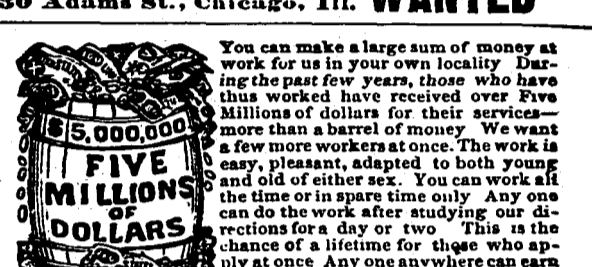 30 Adams St., Chicago, Ill. WANTED
You can make a large sum of money at
work for us in your own locality Dur-
ing the past few years, those who have
thus worked have received over Five
Millions of dollars for their services—
more than a barrel of money We want
a few more workers at once. The work is
easy, pleasant, adapted to both young
and old of either sex. You can work all
the time or in spare time only Any one
can do the work after studying our di-
rections for a day or two This is the
chance of a lifetime for those who ap-
ply at once Any one anywhere can earn
$5,000,000
FIVE
MILLIONS
OF
DOLLARS